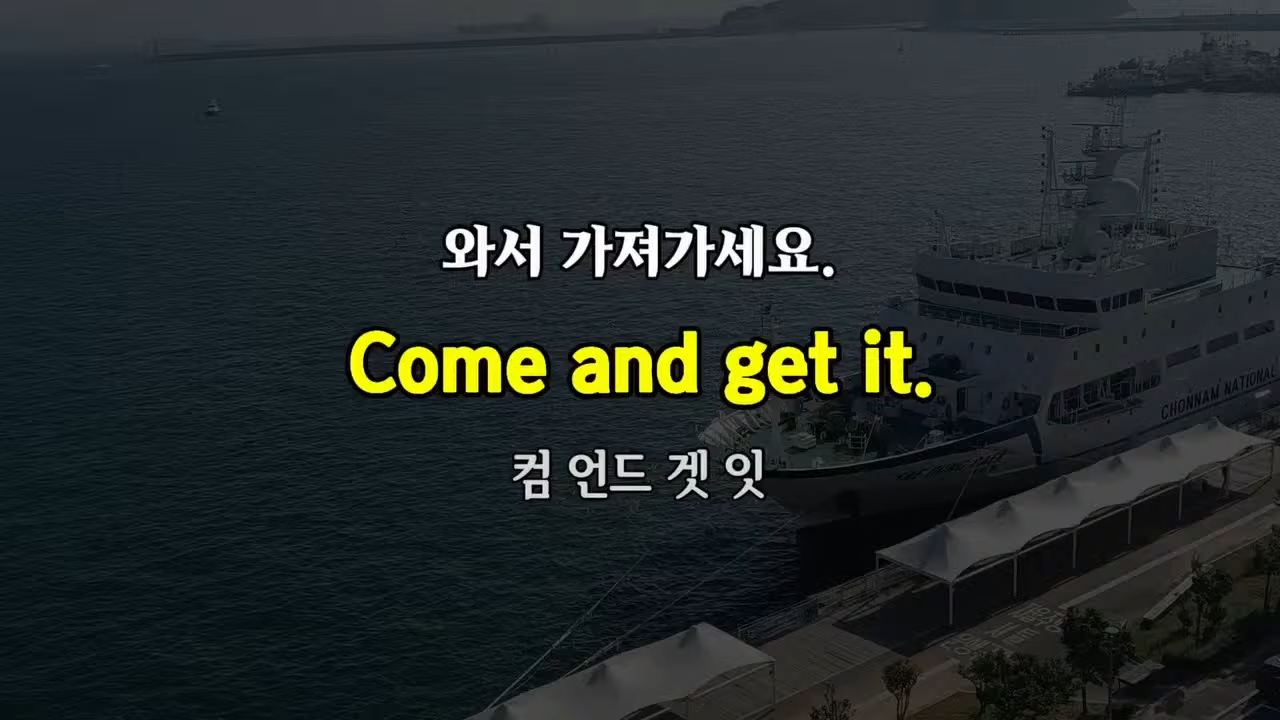 와서 가져가세요.
Come and get it.
컴 언드 겟 잇
CHONNAM NATIONAL